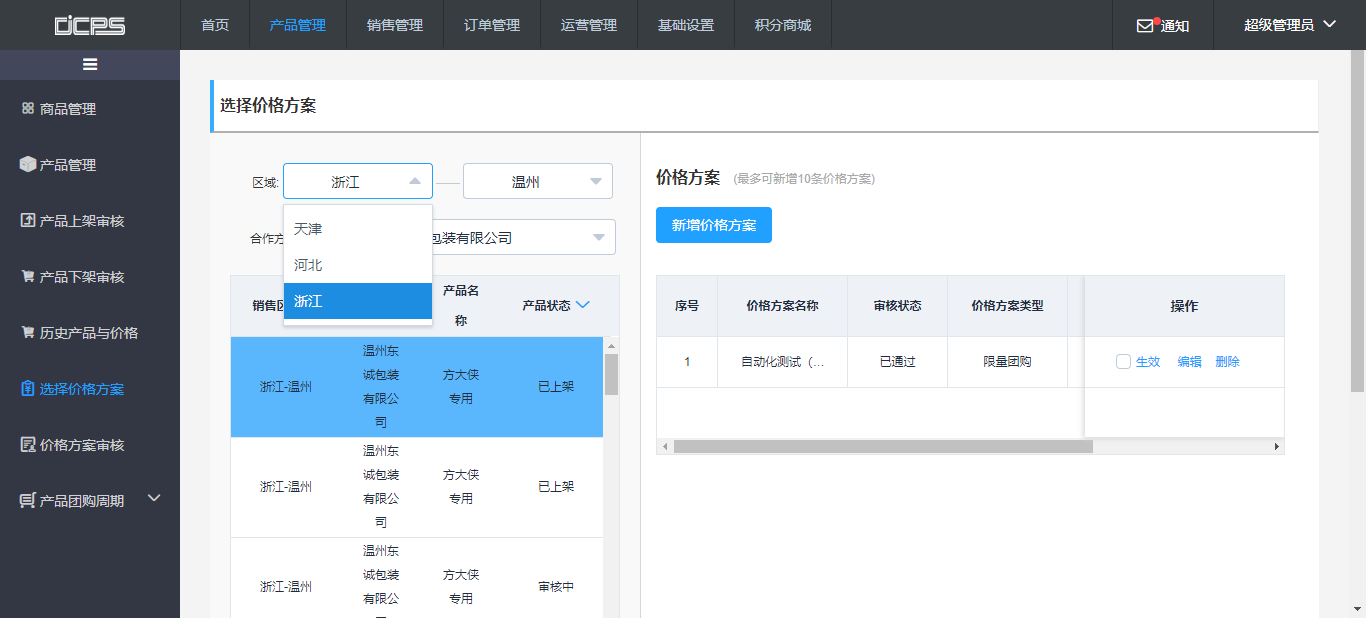 DCPS
首页
产品管理
销售管理
订单管理
运营管理
基础设置
积分商城
通知
超级管理员
商品管理
产品管理
产品上架审核
产品下架审核
历史产品与价格
选择价格方案
价格方案审核
产品团购周期
选择价格方案
区域:
浙江
温州
天津
河北
浙江
合作方
包装有限公司
销售区
产品名
称
产品状态
浙江-温州
温州东
诚包装
有限公
司
方大侠
专用
已上架
浙江-温州
温州东
诚包装
有限公
司
方大侠
专用
已上架
浙江-温州
温州东
诚包装
有限公
方大侠
专用
审核中
价格方案 (最多可新增10条价格方案)
新增价格方案
序号
价格方案名称
审核状态
价格方案类型
操作
1
自动化测试（...
已通过
限量团购
生效
编辑
删除